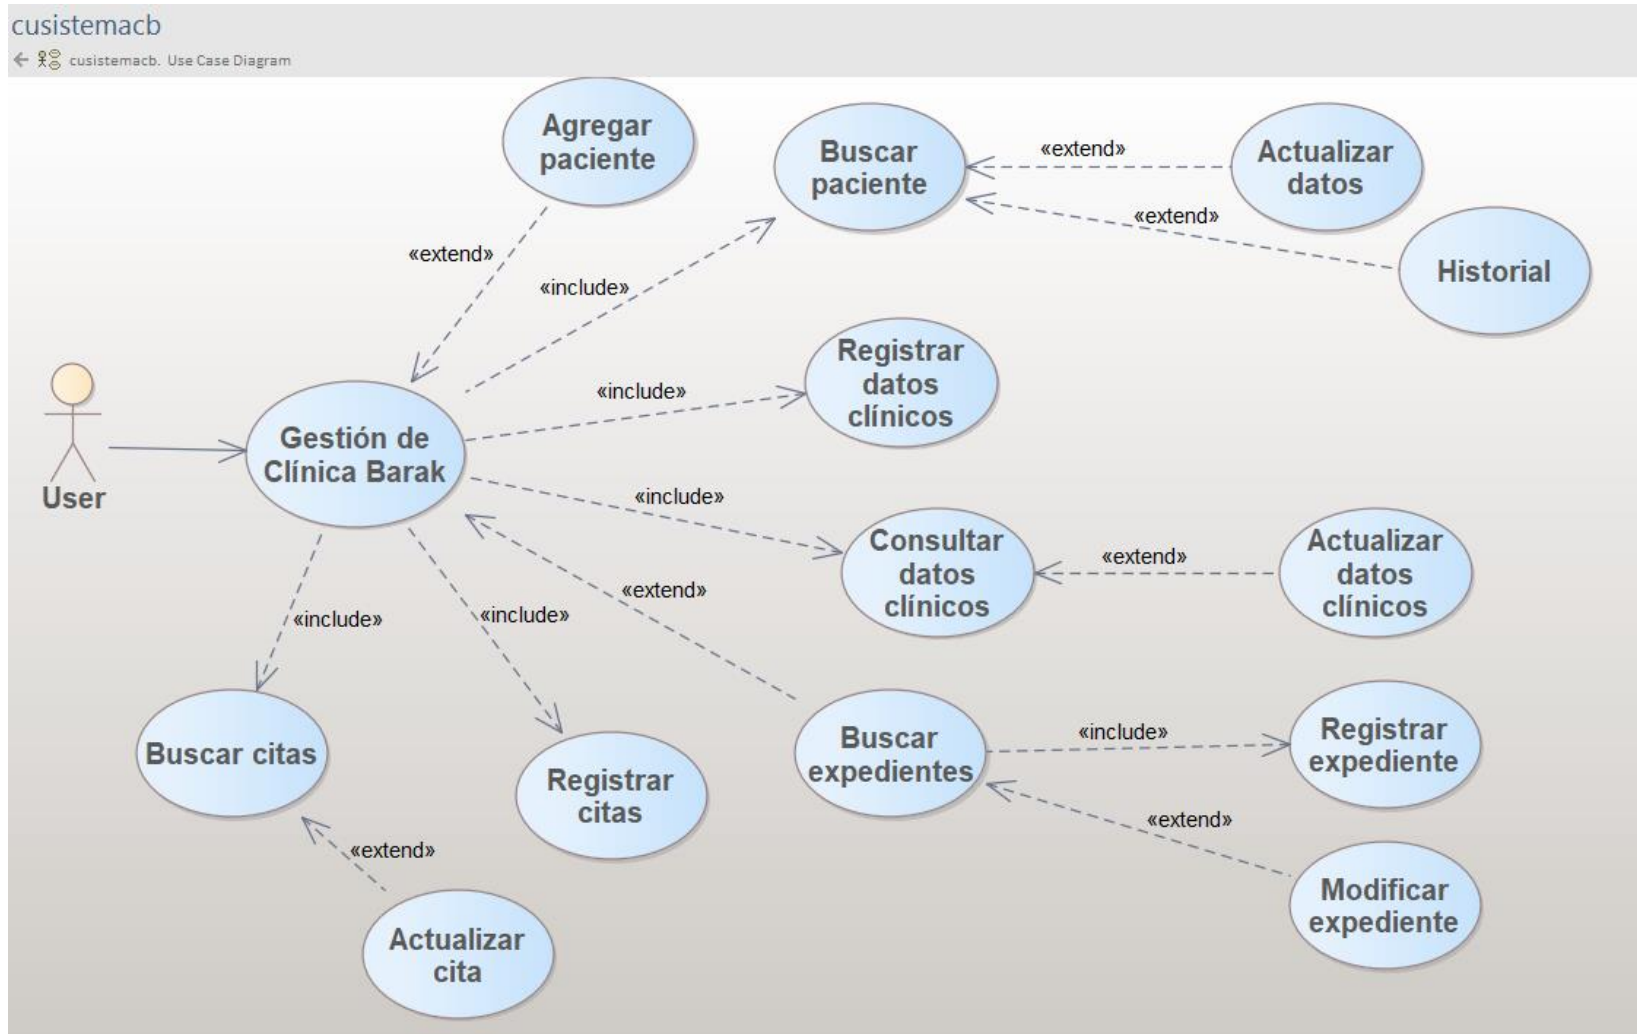 cusistemacb
cusistemacb. Use Case Diagram
Agregar
paciente
Buscar
paciente
«extend»
Actualizar
datos
«extend»
Historial
«extend»
«include»
Registrar
datos
clínicos
«include»
User
Gestión de
Clínica Barak
«include»
Consultar
datos
clínicos
«extend»
Actualizar
datos
clínicos
«extend»
«include»
«include»
Buscar citas
Registrar
citas
Buscar
expedientes
«include»
Registrar
expediente
«extend»
Modificar
expediente
«extend»
Actualizar
cita